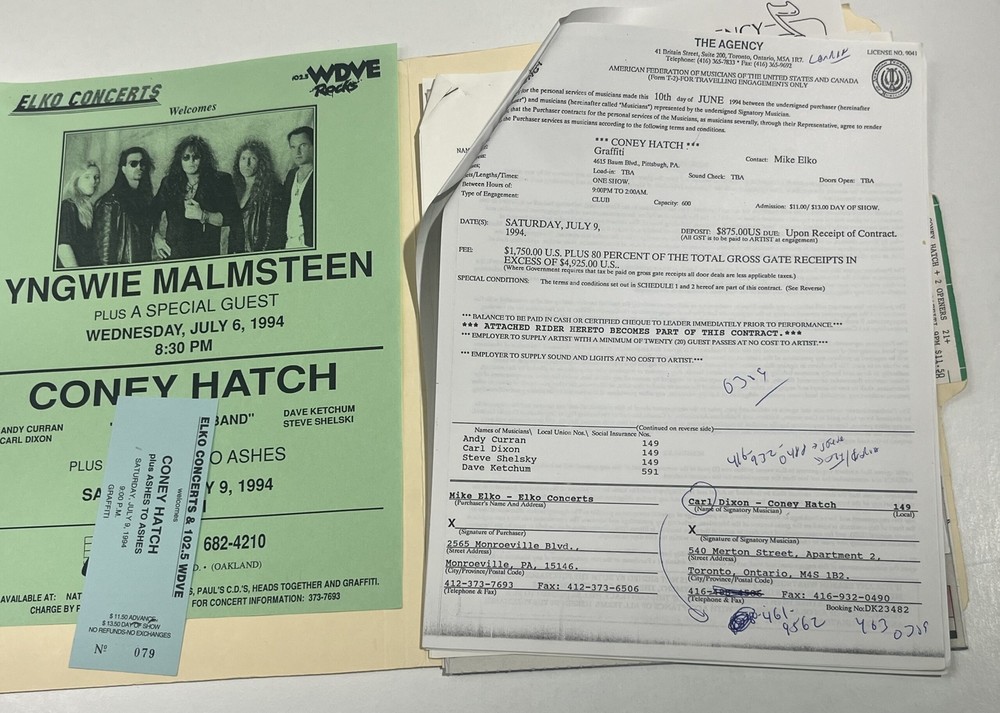 ELKO CONCERTS
102.5 WDVE
Rocks!
Welcomes
YNGWIE MALMSTEEN
PLUS A SPECIAL GUEST
WEDNESDAY, JULY 6, 1994
8:30 PM
CONEY HATCH
ANDY CURRAN
CARL DIXON
BAND"
DAVE KETCHUM
STEVE SHELSKI
PLUS
O ASHES
SA
Y 9, 1994
682-4210
(OAKLAND)
AVAILABLE AT: NAT
S, PAUL'S C.D.'S, HEADS TOGETHER AND GRAFFITI.
CHARGE BY P
FOR CONCERT INFORMATION: 373-7693
ELKO CONCERTS & 102.5 WDVE
welcomes
CONEY HATCH
plus ASHES TO ASHES
SATURDAY, JULY 9, 1994
9:00 P.M.
GRAFFITI
$11.50 ADVANCE
$13.50 DAY OF SHOW
NO REFUNDS-NO EXCHANGES
Nº 079
THE AGENCY
41 Britain Street, Suite 200, Toronto, Ontario, M5A 1R7.
Telephone: (416) 365-7833 * Fax: (416) 365-9692
LICENSE NO. 9041
AMERICAN FEDERATION OF MUSICIANS OF THE UNITED STATES AND CANADA
(Form T-2)-FOR TRAVELLING ENGAGEMENTS ONLY
for the personal services of musicians made this 10th day of JUNE 1994 between the undersigned purchaser (hereinafter
and musicians (hereinafter called "Musicians") represented by the undersigned Signatory Musician.
that the Purchaser contracts for the personal services of the Musicians, as musicians severally, through their Representative, agree to render
the Purchaser services as musicians according to the following terms and conditions.
*** CONEY HATCH ***
Graffiti
Contact: Mike Elko
4615 Baum Blvd., Pittsbugh, PA.
Load-in: TBA
Sound Check: TBA
Doors Open: TBA
/Lengths/Times:
ONE SHOW.
Between Hours of:
9:00PM TO 2:00AM.
Type of Engagement:
CLUB
Capacity: 600
Admission: $11.00/ $13.00 DAY OF SHOW.
DATE(S):
SATURDAY, JULY 9,
1994.
DEPOSIT: $875.00US DUE: Upon Receipt of Contract.
(All GST is to be paid to ARTIST at engagement)
FEE:
$1,750.00 U.S. PLUS 80 PERCENT OF THE TOTAL GROSS GATE RECEIPTS IN
EXCESS OF $4,925.00 U.S..
(Where Government requires that tax be paid on gross gate receipts all door deals are less applicable taxes.)
SPECIAL CONDITIONS: The terms and conditions set out in SCHEDULE 1 and 2 hereof are part of this contract. (See Reverse)
*** BALANCE TO BE PAID IN CASH OR CERTIFIED CHEQUE TO LEADER IMMEDIATELY PRIOR TO PERFORMANCE.***
*** ATTACHED RIDER HERETO BECOMES PART OF THIS CONTRACT.***
*** EMPLOYER TO SUPPLY ARTIST WITH A MINIMUM OF TWENTY (20) GUEST PASSES AT NO COST TO ARTIST.***
*** EMPLOYER TO SUPPLY SOUND AND LIGHTS AT NO COST TO ARTIST.***
(Continued on reverse side)
Names of Musicians\ Local Union Nos.\ Social Insurance Nos.
Andy Curran 149
Carl Dixon 149
Steve Shelsky 149
Dave Ketchum 591
Mike Elko - Elko Concerts
(Purchaser's Name And Address)
X
(Signature of Purchaser)
2565 Monroeville Blvd.,
(Street Address)
Monroeville, PA, 15146.
(City/Province/Postal Code)
412-373-7693 Fax: 412-373-6506
(Telephone & Fax)
Carl Dixon - Coney Hatch 149
(Name of Signatory Musician) (Local)
X
(Signature of Signatory Musician)
540 Merton Street, Apartment 2,
(Street Address)
Toronto, Ontario, M4S 1B2.
(City/Province/Postal Code)
416- Fax: 416-932-0490
(Telephone & Fax)
Booking No:DK23482
461-
9562
CONEY HATCH + 2 OPENERS 21+